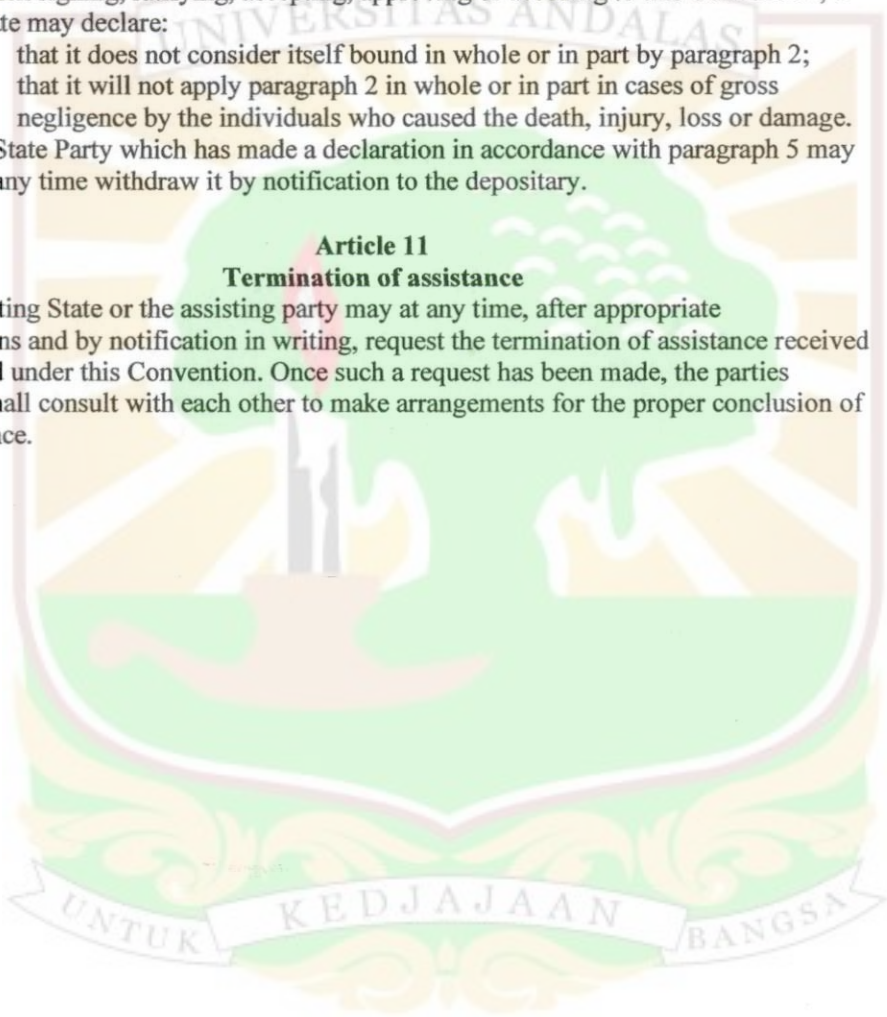 UNIVERSITAS ANDALAS
te may declare:
that it does not consider itself bound in whole or in part by paragraph 2;
that it will not apply paragraph 2 in whole or in part in cases of gross
negligence by the individuals who caused the death, injury, loss or damage.
State Party which has made a declaration in accordance with paragraph 5 may
any time withdraw it by notification to the depositary.
Article 11
Termination of assistance
ting State or the assisting party may at any time, after appropriate
ns and by notification in writing, request the termination of assistance received
under this Convention. Once such a request has been made, the parties
all consult with each other to make arrangements for the proper conclusion of
ce.
UNTUK KEDJAJAAN BANGSA